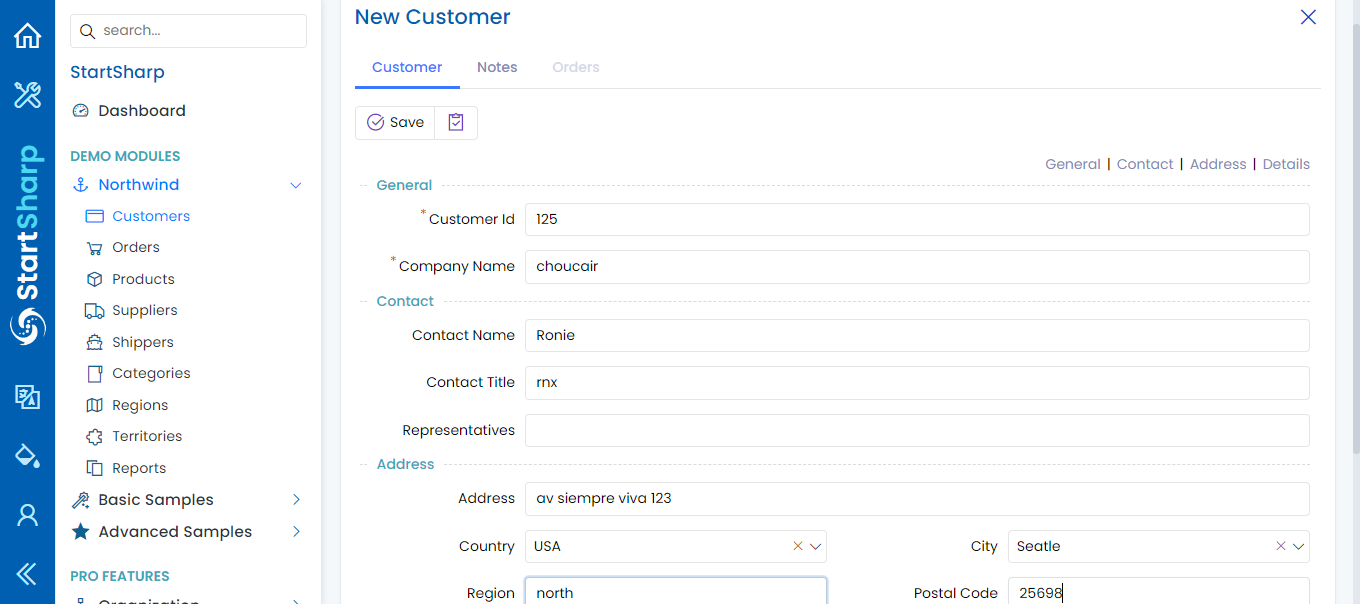 New Customer
search...
StartSharp
Customer Notes Orders
Dashboard
Save
StartSharp
DEMO MODULES
General | Contact | Address | Details
Northwind
General
Customers
* Customer Id 125
Orders
* Company Name choucair
Products
Contact
Suppliers
Contact Name Ronie
Shippers
Categories
Contact Title rnx
Regions
Representatives
Territories
Address
Reports
Address av siempre viva 123
Basic Samples
Advanced Samples
Country USA City Seatle
PRO FEATURES
Region north Postal Code 25698
Organization